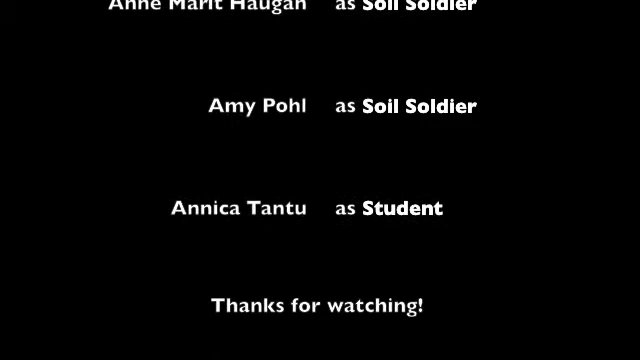 Anne Marit Haugan as Soil Soldier
Amy Pohl as Soil Soldier
Annica Tantu as Student
Thanks for watching!